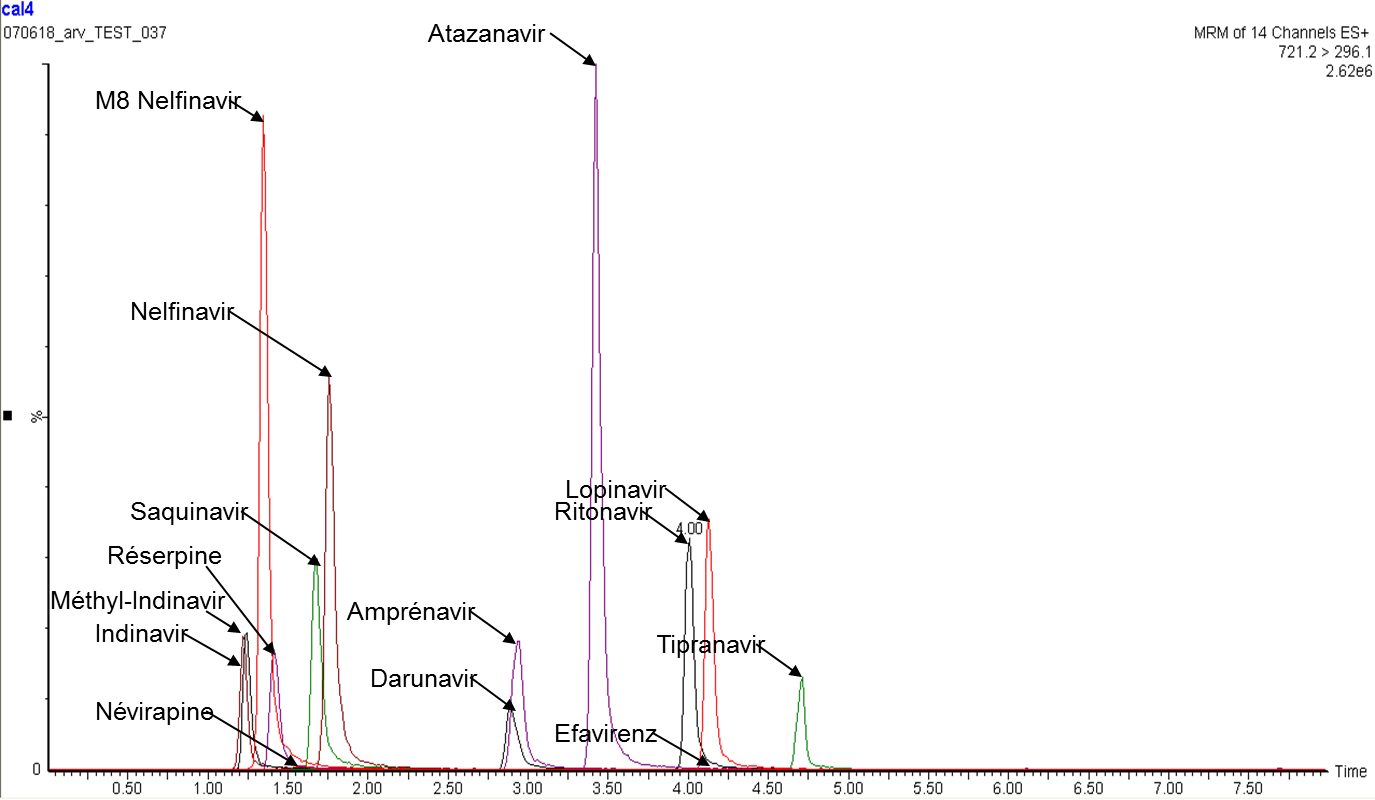 cal4
070618_arv_TEST_037
MRM of 14 Channels ES+
721.2 > 296.1
2.62e6
Atazanavir
M8 Nelfinavir
Nelfinavir
%
Lopinavir
Ritonavir
4.00
Saquinavir
Réserpine
Méthyl-Indinavir
Indinavir
Amprénavir
Tipranavir
Darunavir
Névirapine
Efavirenz
0
Time
0.50 1.00 1.50 2.00 2.50 3.00 3.50 4.00 4.50 5.00 5.50 6.00 6.50 7.00 7.50